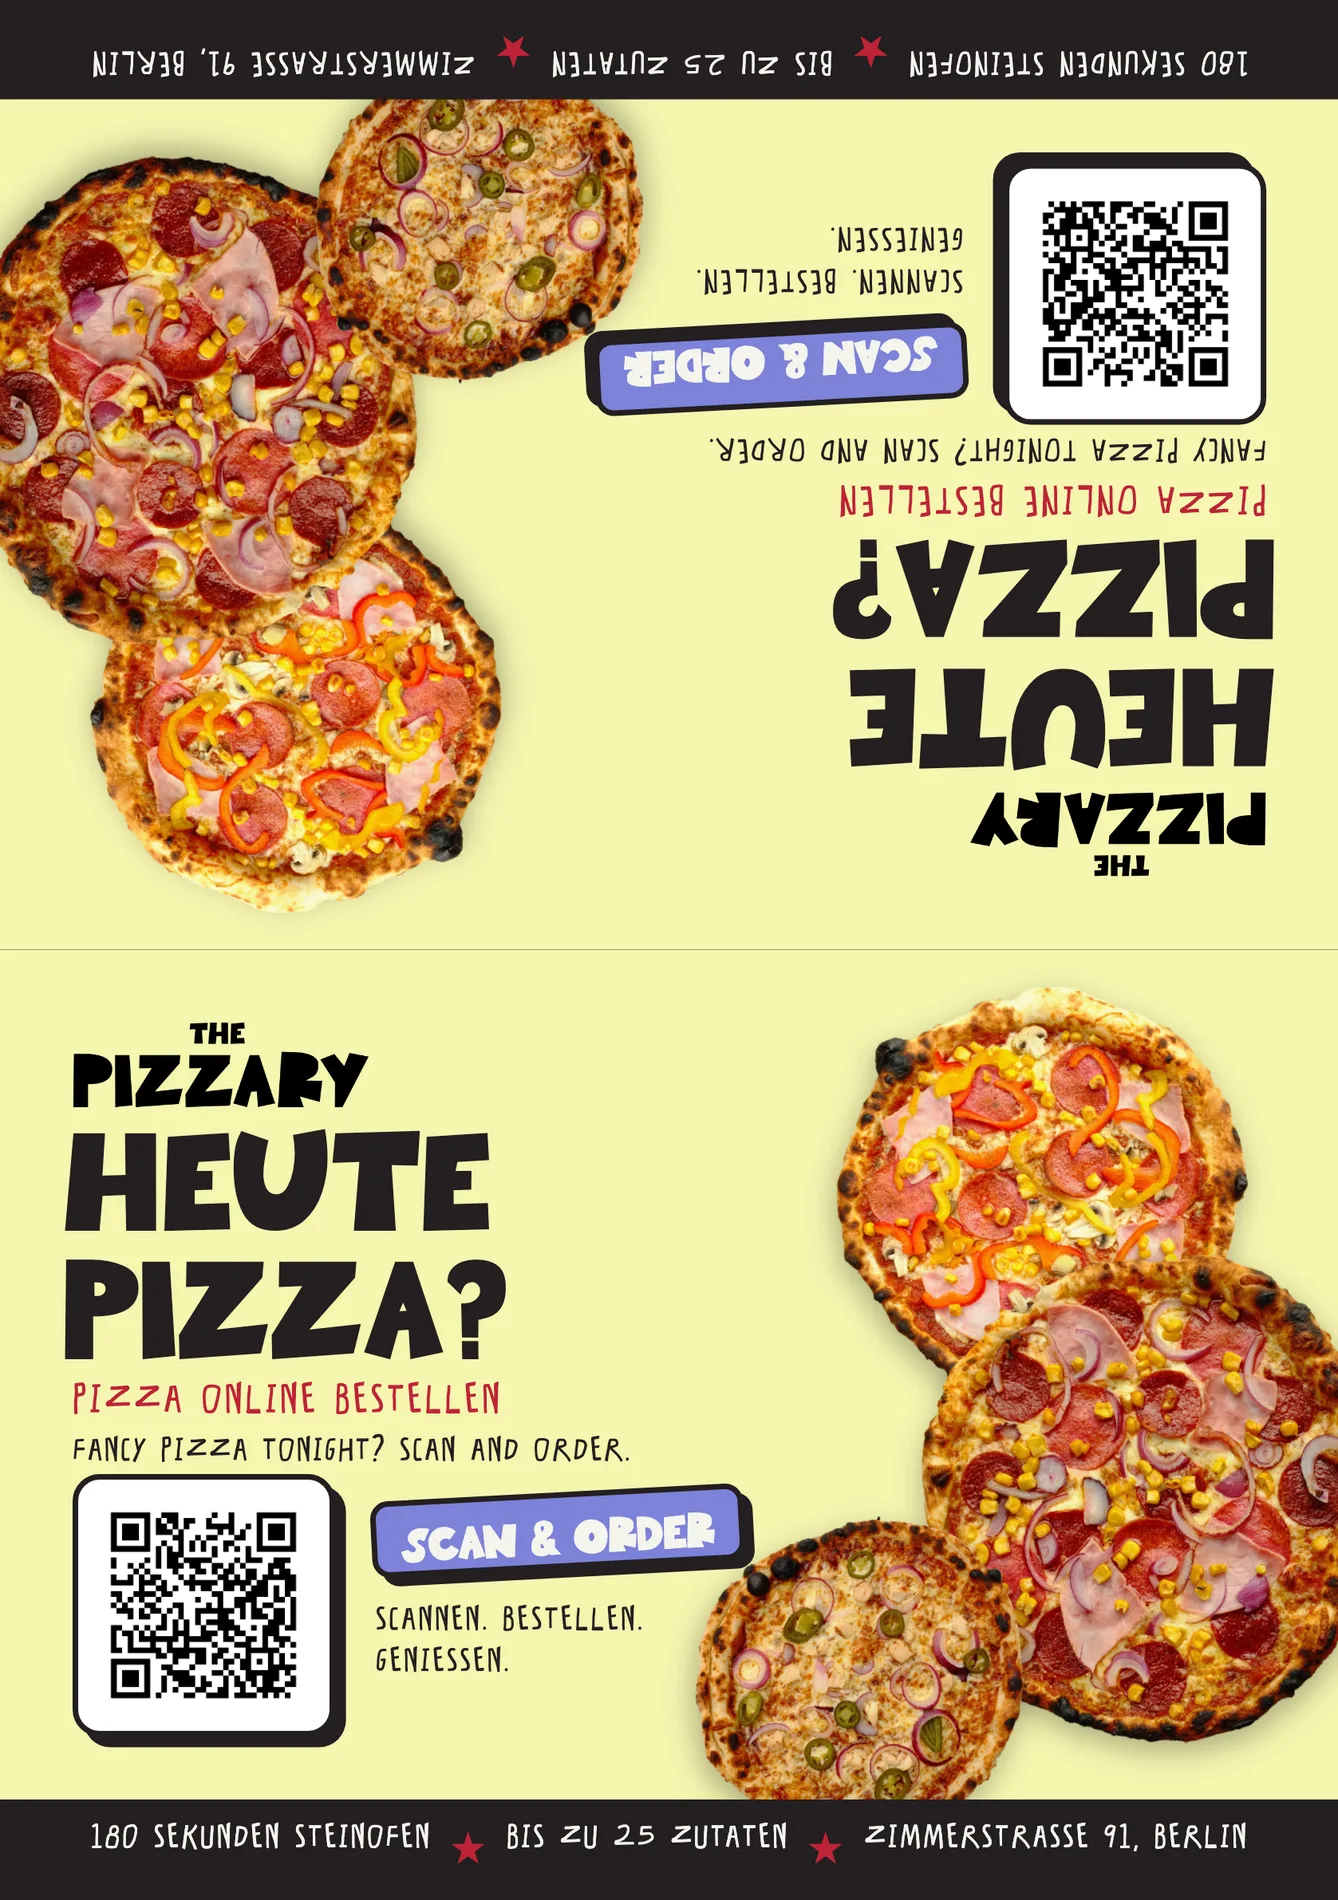 180 SEKUNDEN STEINOFEN ★ BIS ZU 25 ZUTATEN ★ ZIMMERSTRASSE 91, BERLIN
SCANNEN. BESTELLEN.
GENIESSEN.
SCAN & ORDER
FANCY PIZZA TONIGHT? SCAN AND ORDER.
PIZZA ONLINE BESTELLEN
PIZZA?
HEUTE
THE
PIZZARY
THE
PIZZARY
HEUTE
PIZZA?
PIZZA ONLINE BESTELLEN
FANCY PIZZA TONIGHT? SCAN AND ORDER.
SCAN & ORDER
SCANNEN. BESTELLEN.
GENIESSEN.
180 SEKUNDEN STEINOFEN ★ BIS ZU 25 ZUTATEN ★ ZIMMERSTRASSE 91, BERLIN